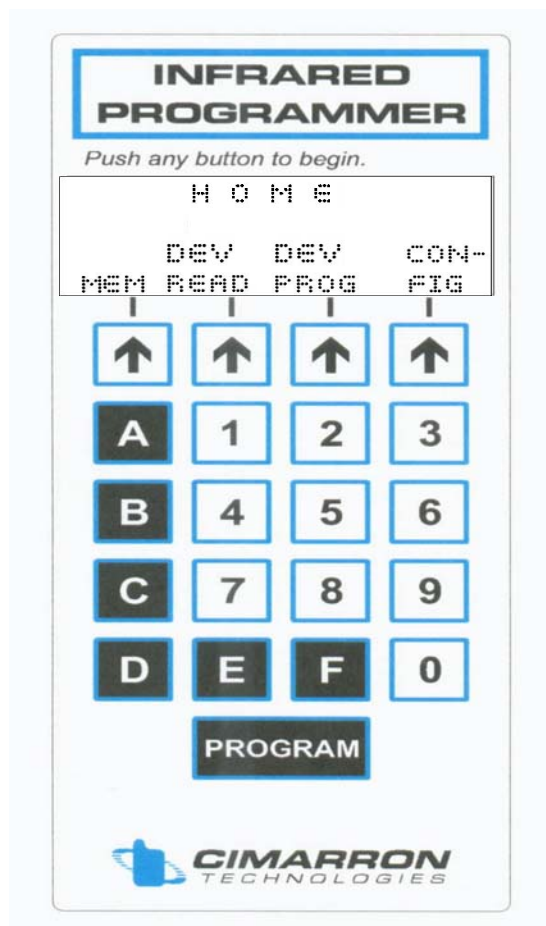 INFRARED
PROGRAMMER
Push any button to begin.
H O M E
DEV DEV CON-
MEM READ PROG FIG
A 1 2 3
B 4 5 6
C 7 8 9
D E F 0
PROGRAM
CIMARRON
TECHNOLOGIES